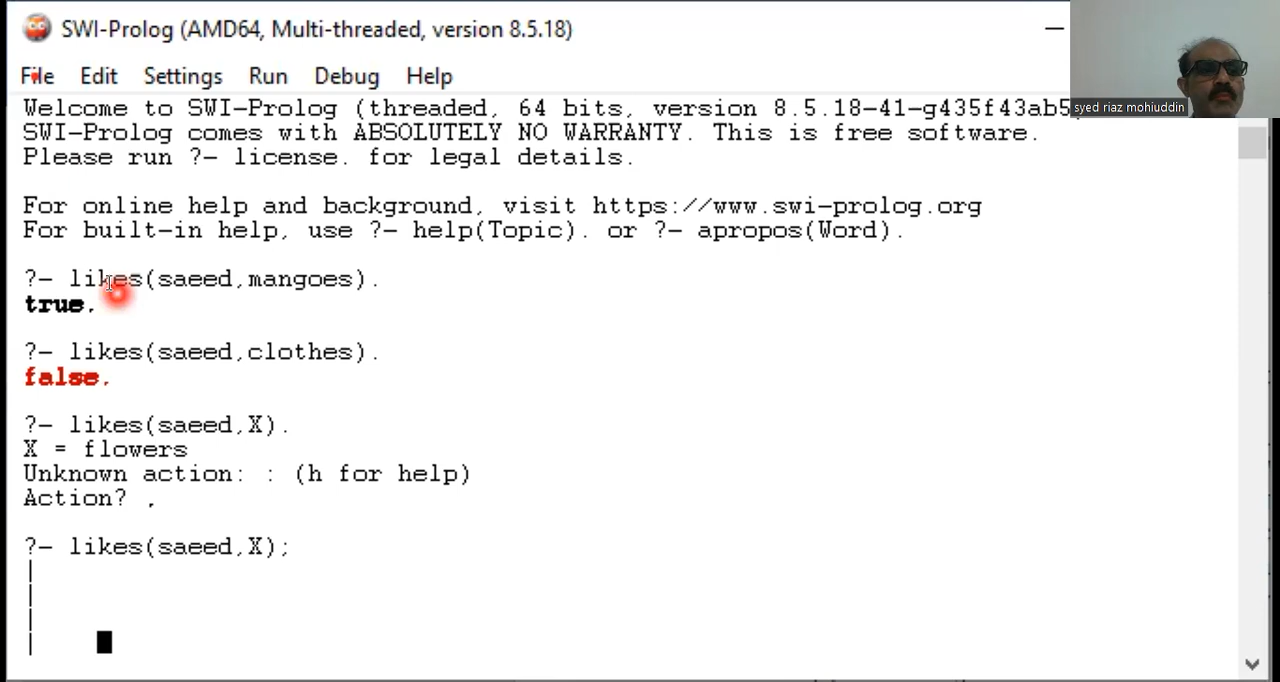 SWI-Prolog (AMD64, Multi-threaded, version 8.5.18)
File Edit Settings Run Debug Help
syed riaz mohiuddin
Welcome to SWI-Prolog (threaded, 64 bits, version 8.5.18-41-g435f43ab5
SWI-Prolog comes with ABSOLUTELY NO WARRANTY. This is free software.
Please run ?- license. for legal details.
For online help and background, visit https://www.swi-prolog.org
For built-in help, use ?- help(Topic). or ?- apropos(Word).
?- likes(saeed,mangoes).
true.
?- likes(saeed,clothes).
false.
?- likes(saeed,X).
X = flowers
Unknown action: : (h for help)
Action? .
?- likes(saeed,X);
|
|
|
|